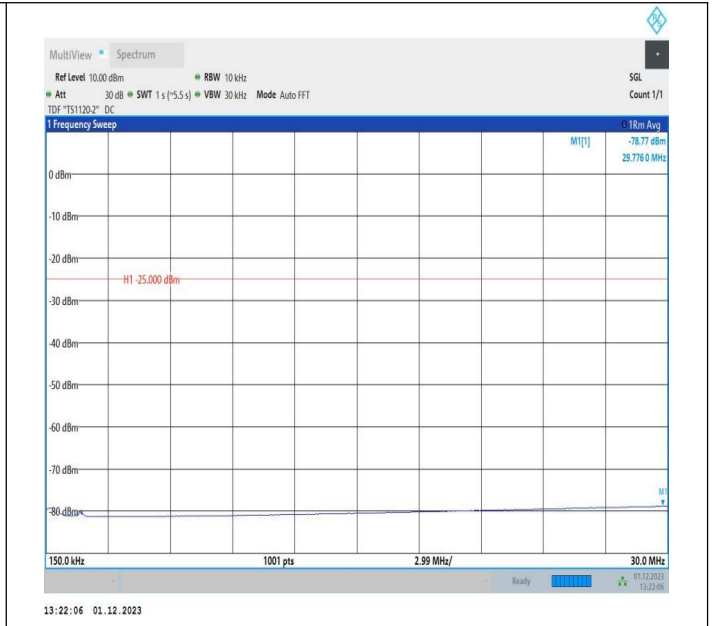 MultiView Spectrum
Ref Level 10.00 dBm RBW 10 kHz SGL
Att 30 dB SWT 1 s (~5.5 s) VBW 30 kHz Mode Auto FFT Count 1/1
TDF "TS1120-2" DC
1 Frequency Sweep 1Rm Avg
M1[1] -78.77 dBm
29.776 0 MHz
0 dBm
-10 dBm
-20 dBm
H1 -25.000 dBm
-30 dBm
-40 dBm
-50 dBm
-60 dBm
-70 dBm
M1
-80 dBm
150.0 kHz 1001 pts 2.99 MHz/ 30.0 MHz
Ready 01.12.2023
13:22:06
13:22:06 01.12.2023